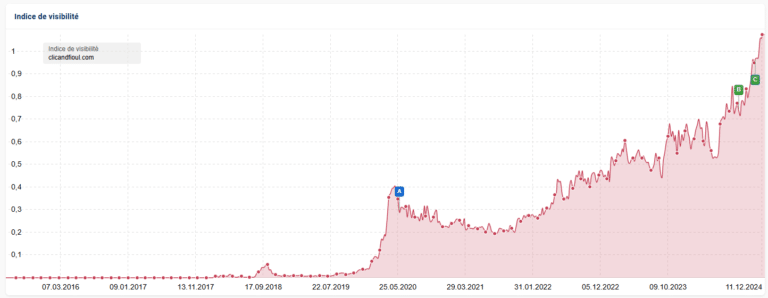 Indice de visibilité
Indice de visibilité
clicandfioul.com
1
0,9
0,8
0,7
0,6
0,5
0,4
0,3
0,2
0,1
A
B
C
07.03.2016 09.01.2017 13.11.2017 17.09.2018 22.07.2019 25.05.2020 29.03.2021 31.01.2022 05.12.2022 09.10.2023 11.12.2024